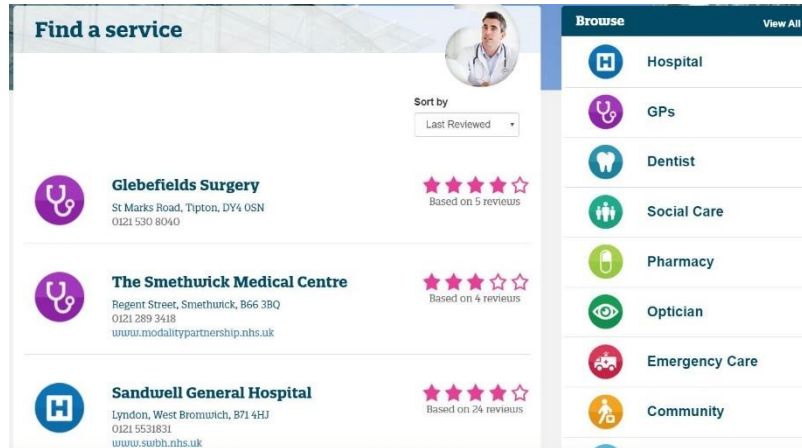 Find a service
Sort by
Last Reviewed
Glebefields Surgery
St Marks Road, Tipton, DY4 0SN
0121 530 8040
Based on 5 reviews
The Smethwick Medical Centre
Regent Street, Smethwick, B66 3BQ
0121 289 3418
www.modalitypartnership.nhs.uk
Based on 4 reviews
Sandwell General Hospital
Lyndon, West Bromwich, B71 4HJ
0121 5531831
www.swbh.nhs.uk
Based on 24 reviews
Browse
View All
H Hospital
GPs
Dentist
Social Care
Pharmacy
Optician
Emergency Care
Community
H